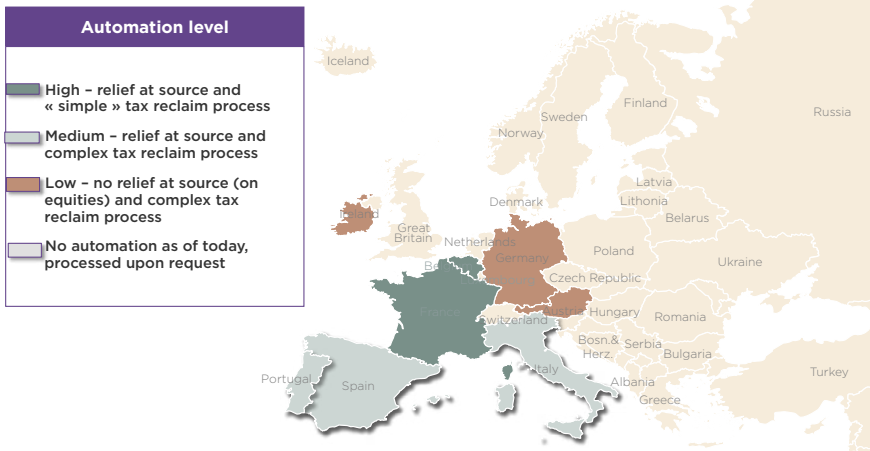 Automation level
High – relief at source and
« simple » tax reclaim process
Medium – relief at source and
complex tax reclaim process
Low – no relief at source (on
equities) and complex tax
reclaim process
No automation as of today,
processed upon request
Iceland
Russia
Finland
Sweden
Norway
Latvia
Lithonia
Denmark
Belarus
Ireland
Great
Britain
Netherlands
Poland
Germany
Ukraine
Czech Republic
France
Austria
Hungary
Switzerland
Romania
Bosn.&
Herz.
Serbia
Bulgaria
Italy
Portugal
Spain
Albania
Turkey
Greece